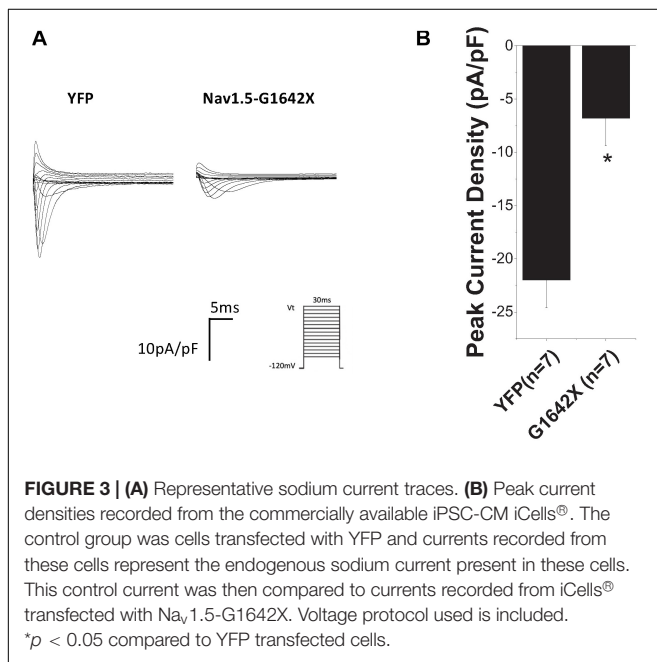 A
YFP
Nav1.5-G1642X
5ms
10pA/pF
Vt
30ms
-120mV
B
Peak Current Density (pA/pF)
0
-5
-10
-15
-20
-25
*
YFP(n=7)
G1642X (n=7)
FIGURE 3 | (A) Representative sodium current traces. (B) Peak current
densities recorded from the commercially available iPSC-CM iCells®. The
control group was cells transfected with YFP and currents recorded from
these cells represent the endogenous sodium current present in these cells.
This control current was then compared to currents recorded from iCells®
transfected with Nav1.5-G1642X. Voltage protocol used is included.
*p < 0.05 compared to YFP transfected cells.